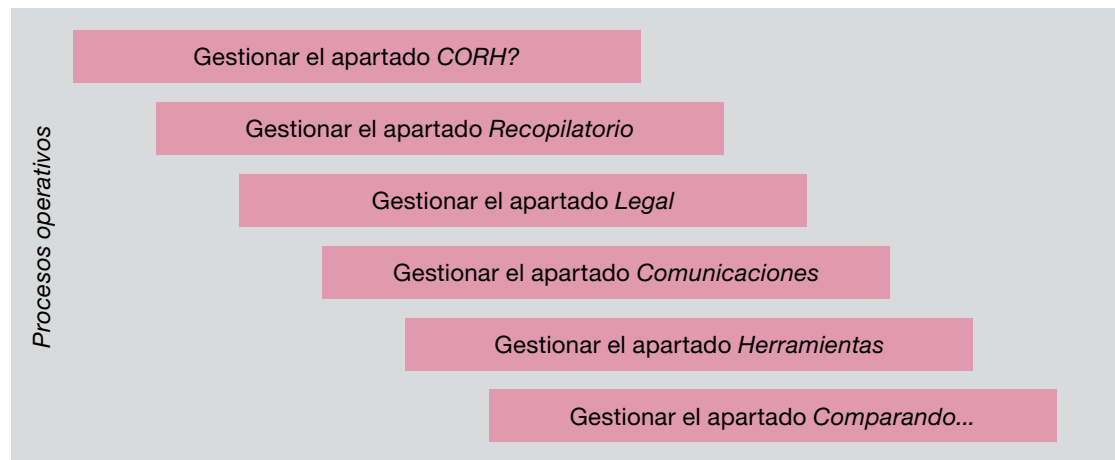 Procesos operativos
Gestionar el apartado CORH?
Gestionar el apartado Recopilatorio
Gestionar el apartado Legal
Gestionar el apartado Comunicaciones
Gestionar el apartado Herramientas
Gestionar el apartado Comparando...